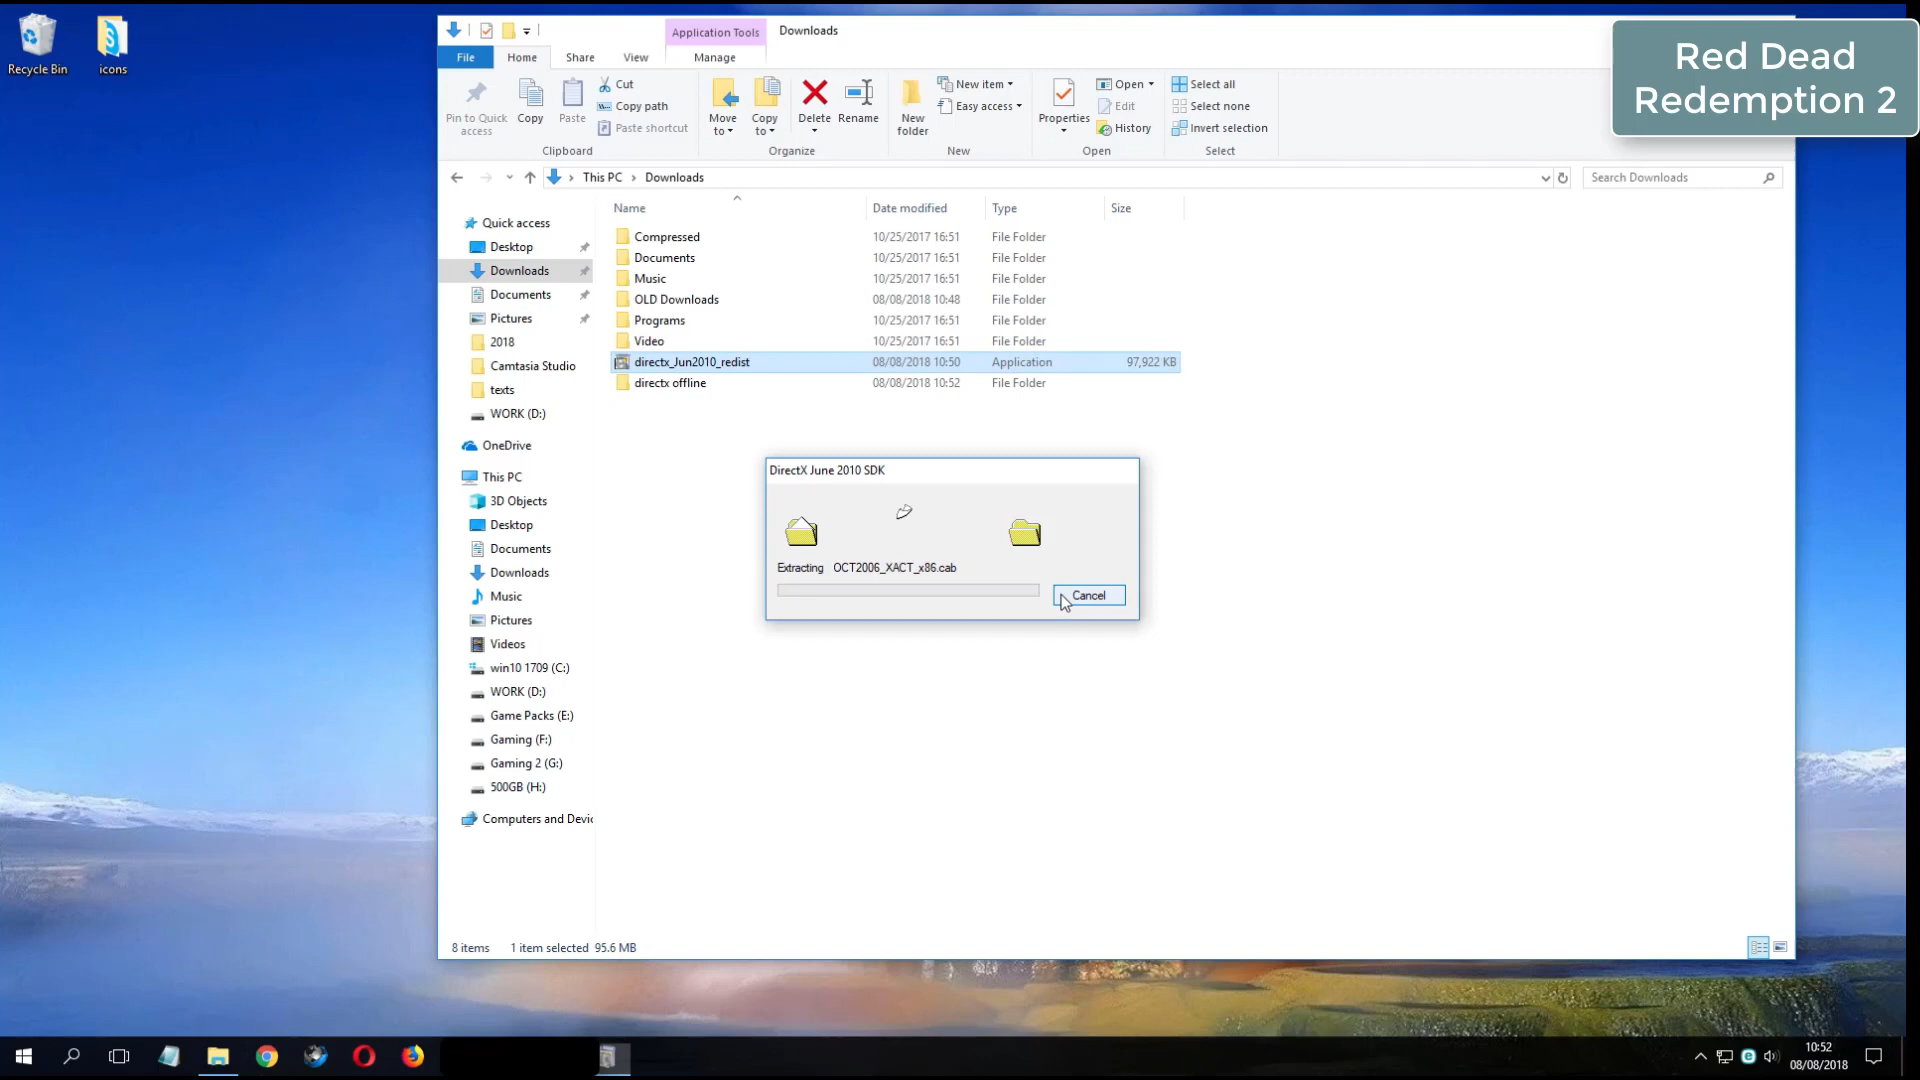 Recycle Bin
icons
Application Tools
Downloads
File
Home
Share
View
Manage
Pin to Quick
access
Copy
Paste
Cut
Copy path
Paste shortcut
Clipboard
Move
to
Copy
to
Delete
Rename
Organize
New
folder
New item
Easy access
New
Properties
Open
Edit
History
Open
Select all
Select none
Invert selection
Select
Red Dead
Redemption 2
This PC
Downloads
Search Downloads
Name
Date modified
Type
Size
Quick access
Desktop
Downloads
Documents
Pictures
2018
Camtasia Studio
texts
WORK (D:)
OneDrive
This PC
3D Objects
Desktop
Documents
Downloads
Music
Pictures
Videos
win10 1709 (C:)
WORK (D:)
Game Packs (E:)
Gaming (F:)
Gaming 2 (G:)
500GB (H:)
Computers and Devic
Compressed 10/25/2017 16:51 File Folder
Documents 10/25/2017 16:51 File Folder
Music 10/25/2017 16:51 File Folder
OLD Downloads 08/08/2018 10:48 File Folder
Programs 10/25/2017 16:51 File Folder
Video 10/25/2017 16:51 File Folder
directx_Jun2010_redist 08/08/2018 10:50 Application 97,922 KB
directx offline 08/08/2018 10:52 File Folder
DirectX June 2010 SDK
Extracting OCT2006_XACT_x86.cab
Cancel
8 items 1 item selected 95.6 MB
10:52
08/08/2018